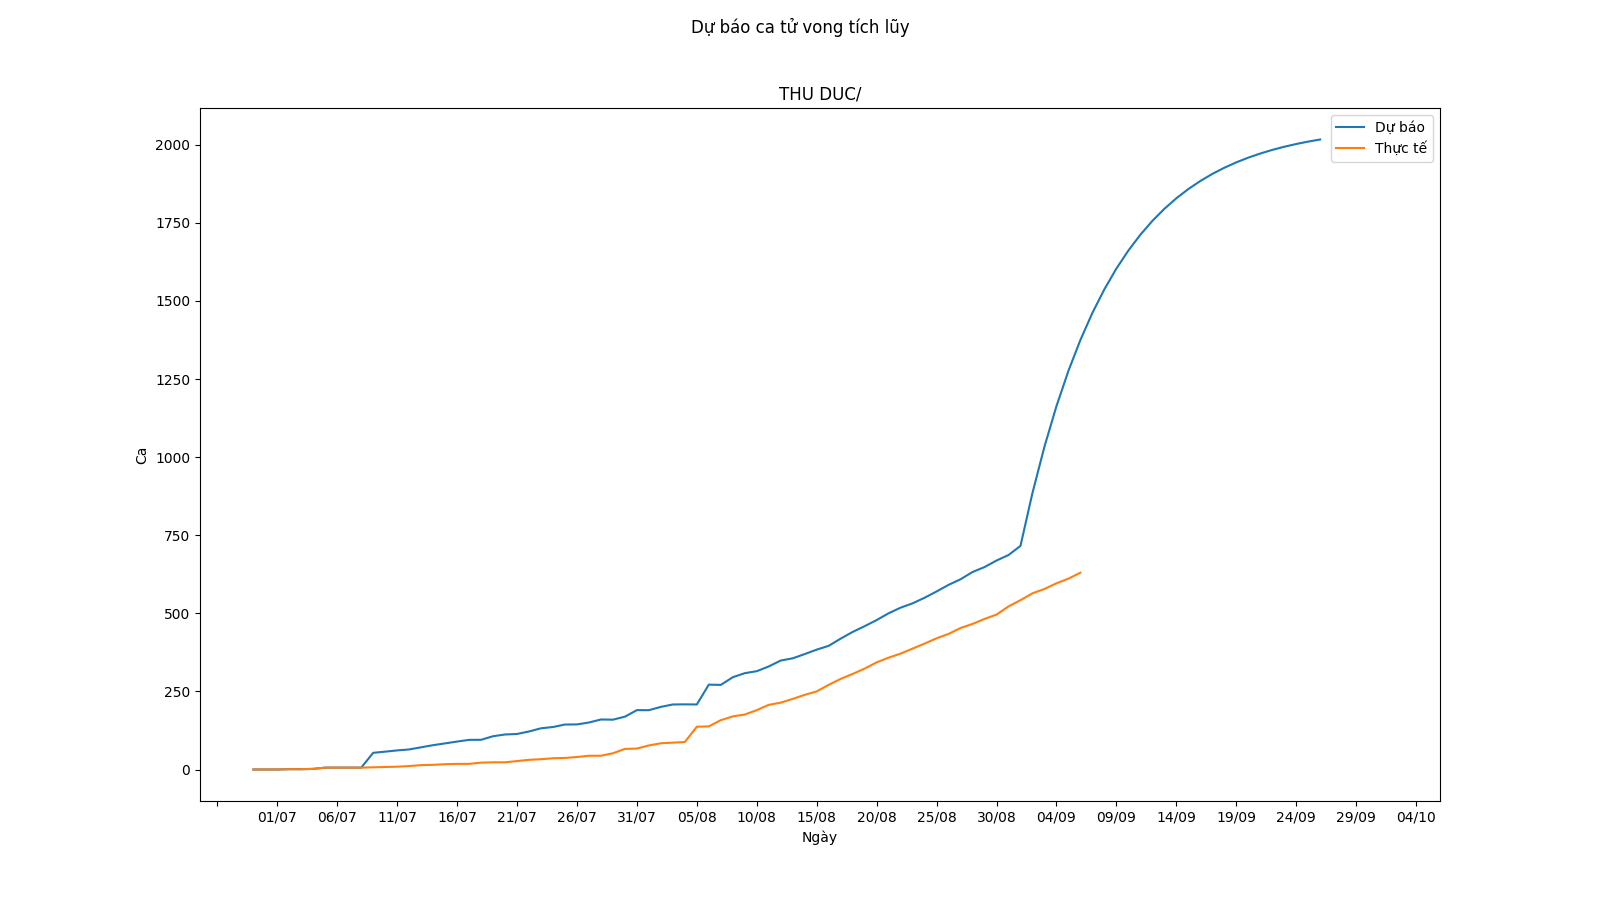 Dự báo ca tử vong tích lũy
THU DUC/
Dự báo
Thực tế
2000
1750
1500
1250
1000
750
500
250
0
Ca
01/07 06/07 11/07 16/07 21/07 26/07 31/07 05/08 10/08 15/08 20/08 25/08 30/08 04/09 09/09 14/09 19/09 24/09 29/09 04/10
Ngày